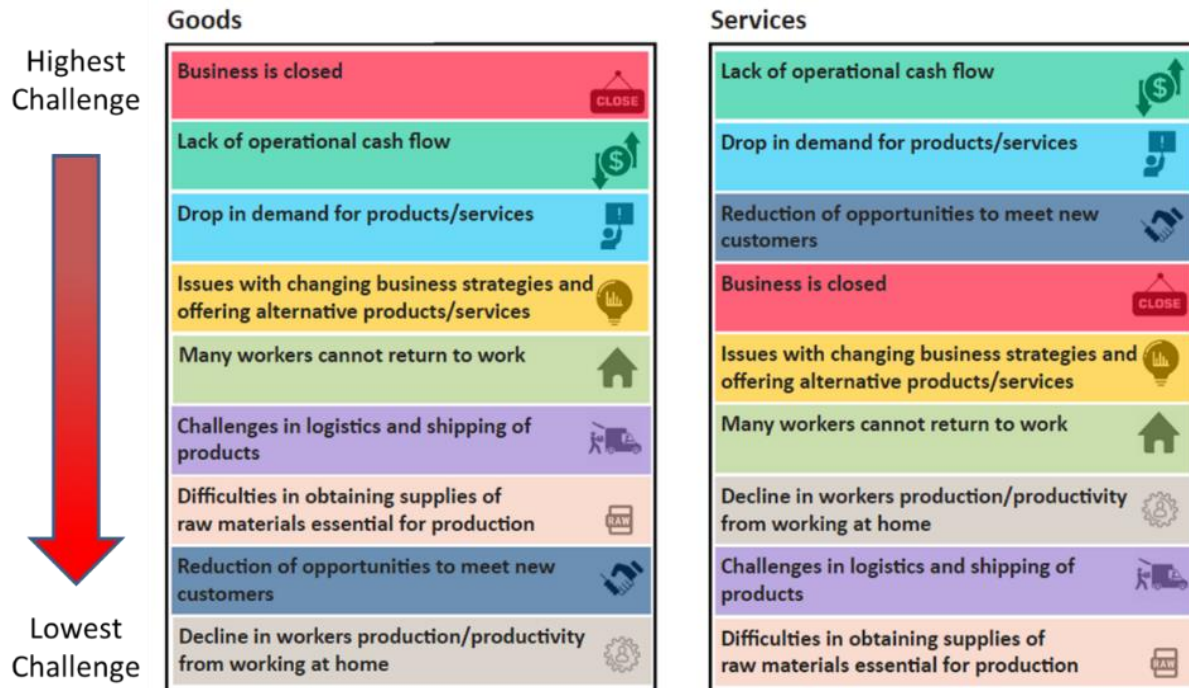 Highest
Challenge
Lowest
Challenge
Goods
Business is closed
CLOSE
Lack of operational cash flow
$
Drop in demand for products/services
!
Issues with changing business strategies and
offering alternative products/services
Many workers cannot return to work
Challenges in logistics and shipping of
products
Difficulties in obtaining supplies of
raw materials essential for production
RAW
Reduction of opportunities to meet new
customers
Decline in workers production/productivity
from working at home
Services
Lack of operational cash flow
$
Drop in demand for products/services
!
Reduction of opportunities to meet new
customers
Business is closed
CLOSE
Issues with changing business strategies and
offering alternative products/services
Many workers cannot return to work
Decline in workers production/productivity
from working at home
Challenges in logistics and shipping of
products
Difficulties in obtaining supplies of
raw materials essential for production
RAW